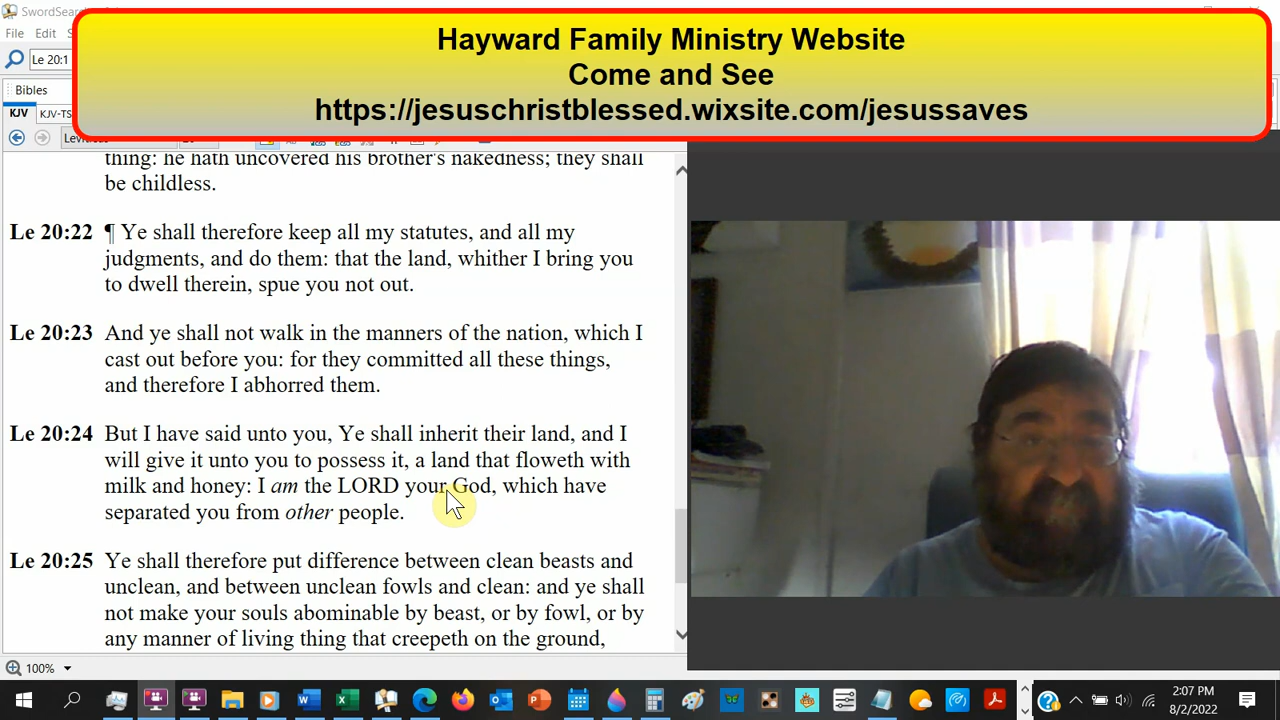 SwordSear
Hayward Family Ministry Website
Come and See
https://jesuschristblessed.wixsite.com/jesussaves
File Edit
Le 20:1
Bibles
KJV KJV-TS
thing: he hath uncovered his brother's nakedness; they shall
be childless.
Le 20:22 ¶ Ye shall therefore keep all my statutes, and all my
judgments, and do them: that the land, whither I bring you
to dwell therein, spue you not out.
Le 20:23 And ye shall not walk in the manners of the nation, which I
cast out before you: for they committed all these things,
and therefore I abhorred them.
Le 20:24 But I have said unto you, Ye shall inherit their land, and I
will give it unto you to possess it, a land that floweth with
milk and honey: I am the LORD your God, which have
separated you from other people.
Le 20:25 Ye shall therefore put difference between clean beasts and
unclean, and between unclean fowls and clean: and ye shall
not make your souls abominable by beast, or by fowl, or by
any manner of living thing that creepeth on the ground,
100%
2:07 PM
8/2/2022